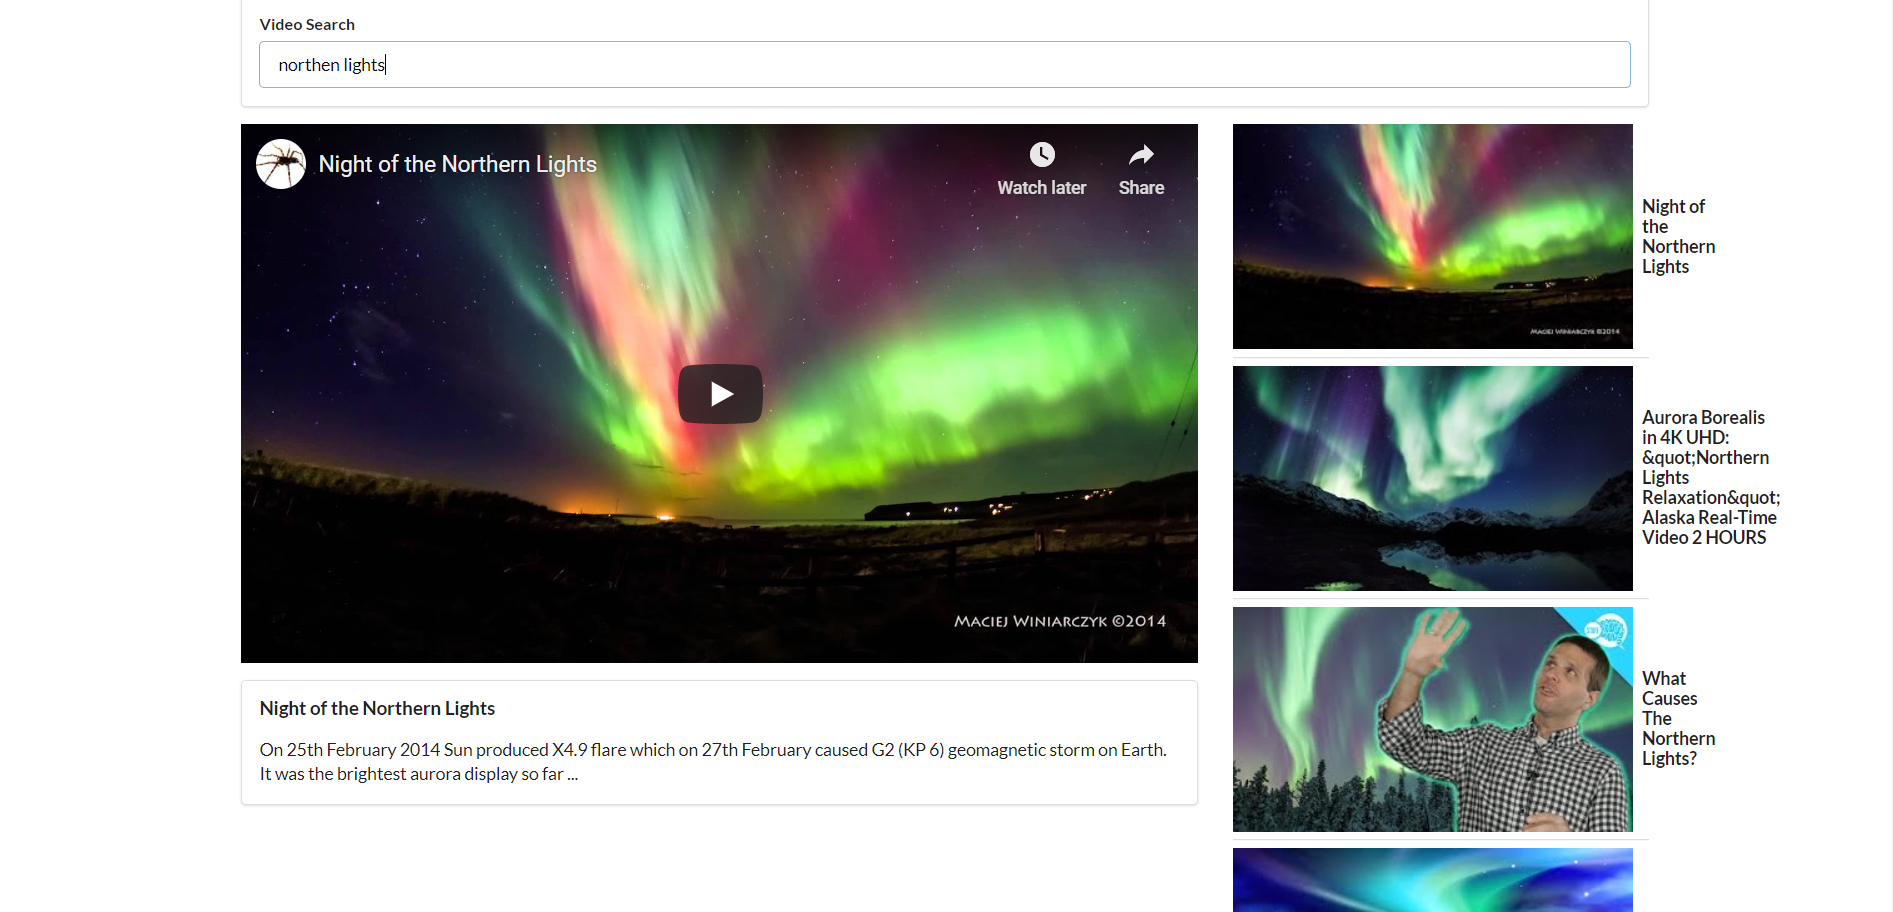 Video Search
northen lights
Night of the Northern Lights
Watch later
Share
MACIEJ WINIARCZYK ©2014
Night of the Northern Lights
On 25th February 2014 Sun produced X4.9 flare which on 27th February caused G2 (KP 6) geomagnetic storm on Earth.
It was the brightest aurora display so far ...
MACIEJ WINIARCZYK ©2014
Night of
the
Northern
Lights
Aurora Borealis
in 4K UHD:
&quot;Northern
Lights
Relaxation&quot;
Alaska Real-Time
Video 2 HOURS
What
Causes
The
Northern
Lights?